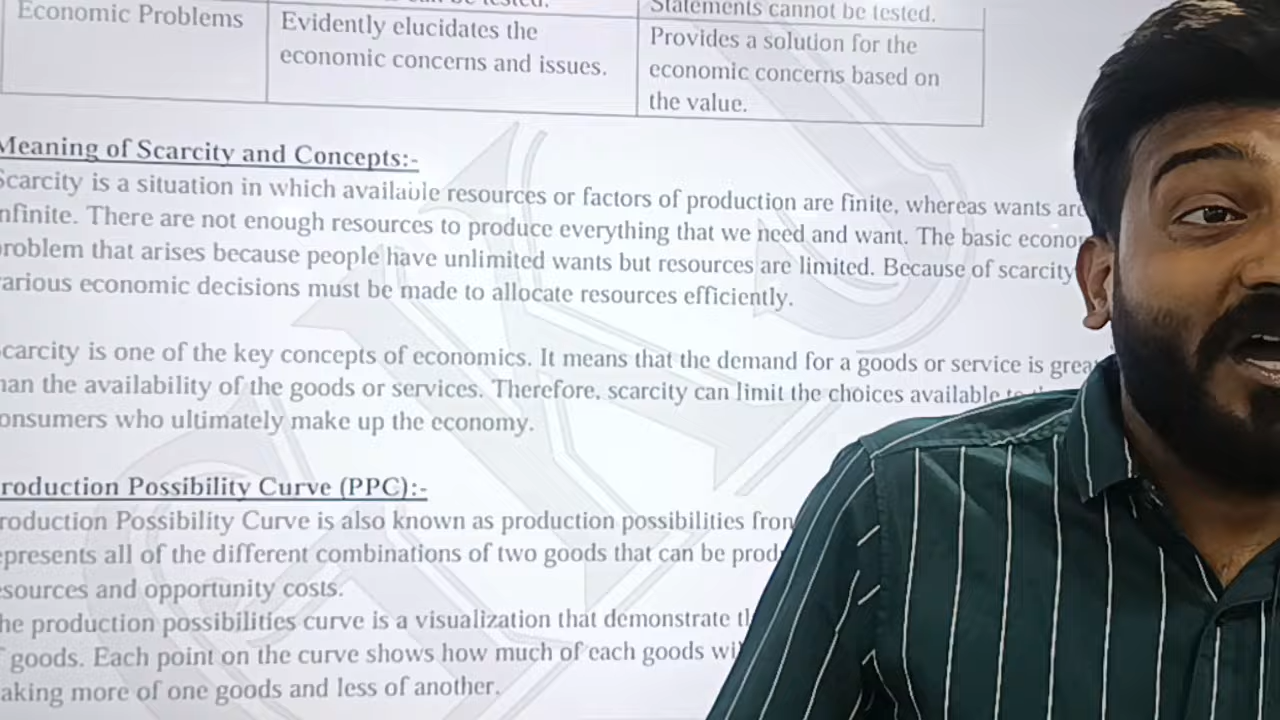 Economic Problems
Evidently elucidates the
economic concerns and issues.
Statements cannot be tested.
Provides a solution for the
economic concerns based on
the value.
Meaning of Scarcity and Concepts:-
Scarcity is a situation in which available resources or factors of production are finite, whereas wants are
nfinite. There are not enough resources to produce everything that we need and want. The basic econo
roblem that arises because people have unlimited wants but resources are limited. Because of scarcity
arious economic decisions must be made to allocate resources efficiently.
carcity is one of the key concepts of economics. It means that the demand for a goods or service is grea
han the availability of the goods or services. Therefore, scarcity can limit the choices available
onsumers who ultimately make up the economy.
roduction Possibility Curve (PPC):-
roduction Possibility Curve is also known as production possibilities fron
epresents all of the different combinations of two goods that can be prod
esources and opportunity costs.
he production possibilities curve is a visualization that demonstrate t
goods. Each point on the curve shows how much of each goods wi
aking more of one goods and less of another.